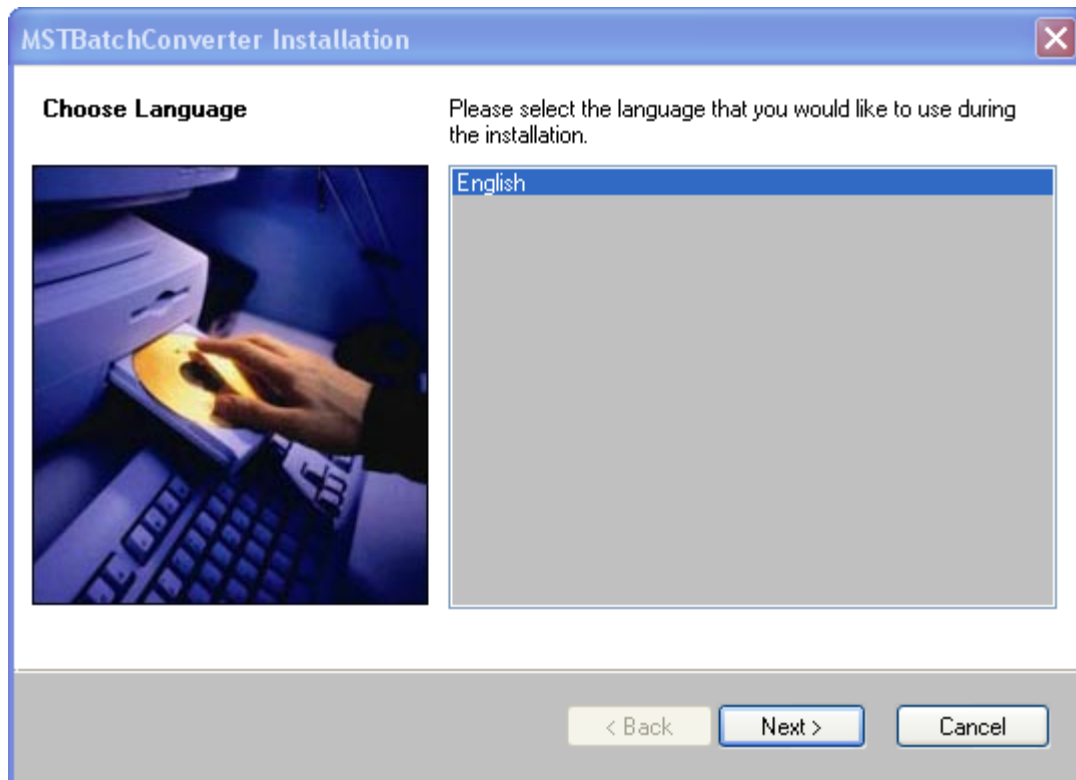 MSTBatchConverter Installation
Choose Language
Please select the language that you would like to use during
the installation.
English
< Back
Next >
Cancel